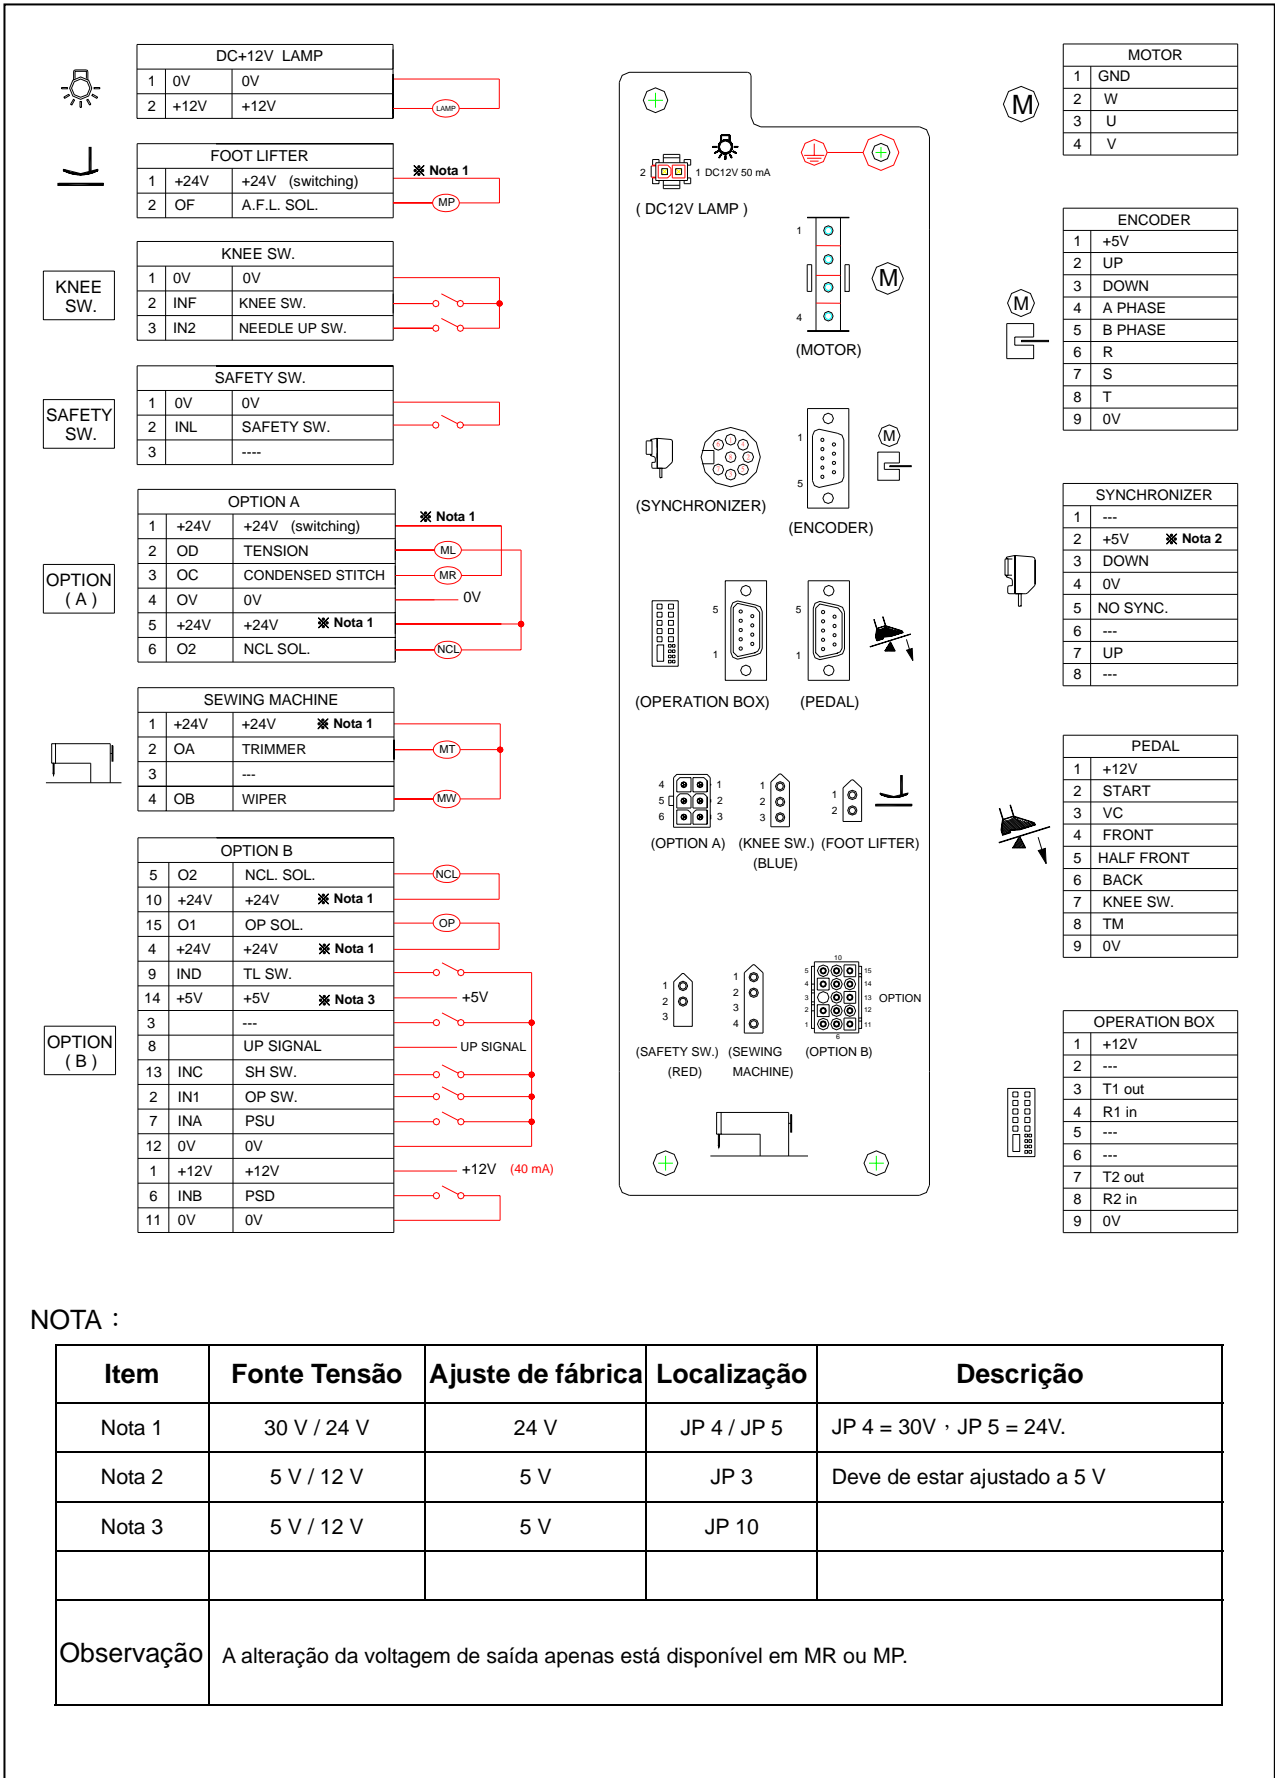 DC+12V LAMP
1 0V 0V
2 +12V +12V
LAMP
FOOT LIFTER
※ Nota 1
1 +24V +24V (switching)
2 OF A.F.L. SOL.
MP
KNEE SW.
KNEE SW.
1 0V 0V
2 INF KNEE SW.
3 IN2 NEEDLE UP SW.
SAFETY SW.
SAFETY SW.
1 0V 0V
2 INL SAFETY SW.
3 ----
OPTION ( A )
OPTION A
※ Nota 1
1 +24V +24V (switching)
2 OD TENSION
ML
3 OC CONDENSED STITCH
MR
4 OV 0V
0V
5 +24V +24V ※ Nota 1
6 O2 NCL SOL.
NCL
SEWING MACHINE
1 +24V +24V ※ Nota 1
2 OA TRIMMER
MT
3 ---
4 OB WIPER
MW
OPTION ( B )
OPTION B
5 O2 NCL. SOL.
NCL
10 +24V +24V ※ Nota 1
15 O1 OP SOL.
OP
4 +24V +24V ※ Nota 1
9 IND TL SW.
14 +5V +5V ※ Nota 3
+5V
3 ---
8 UP SIGNAL
UP SIGNAL
13 INC SH SW.
2 IN1 OP SW.
7 INA PSU
12 0V 0V
1 +12V +12V
+12V (40 mA)
6 INB PSD
11 0V 0V
2 1 DC12V 50 mA
( DC12V LAMP )
1
4
M
(MOTOR)
(SYNCHRONIZER)
1
5
M
(ENCODER)
5
1
(OPERATION BOX)
5
1
(PEDAL)
4 1
5 2
6 3
(OPTION A)
1
2
3
(KNEE SW.)
(BLUE)
1
2
(FOOT LIFTER)
1
2
3
(SAFETY SW.)
(RED)
1
2
3
4
(SEWING
MACHINE)
10
5 15
4 14
3 13 OPTION
2 12
1 11
6
(OPTION B)
M
MOTOR
1 GND
2 W
3 U
4 V
M
ENCODER
1 +5V
2 UP
3 DOWN
4 A PHASE
5 B PHASE
6 R
7 S
8 T
9 0V
SYNCHRONIZER
1 ---
2 +5V ※ Nota 2
3 DOWN
4 0V
5 NO SYNC.
6 ---
7 UP
8 ---
PEDAL
1 +12V
2 START
3 VC
4 FRONT
5 HALF FRONT
6 BACK
7 KNEE SW.
8 TM
9 0V
OPERATION BOX
1 +12V
2 ---
3 T1 out
4 R1 in
5 ---
6 ---
7 T2 out
8 R2 in
9 0V
NOTA：
Item Fonte Tensão Ajuste de fábrica Localização Descrição
Nota 1 30 V / 24 V 24 V JP 4 / JP 5 JP 4 = 30V，JP 5 = 24V.
Nota 2 5 V / 12 V 5 V JP 3 Deve de estar ajustado a 5 V
Nota 3 5 V / 12 V 5 V JP 10
Observação A alteração da voltagem de saída apenas está disponível em MR ou MP.